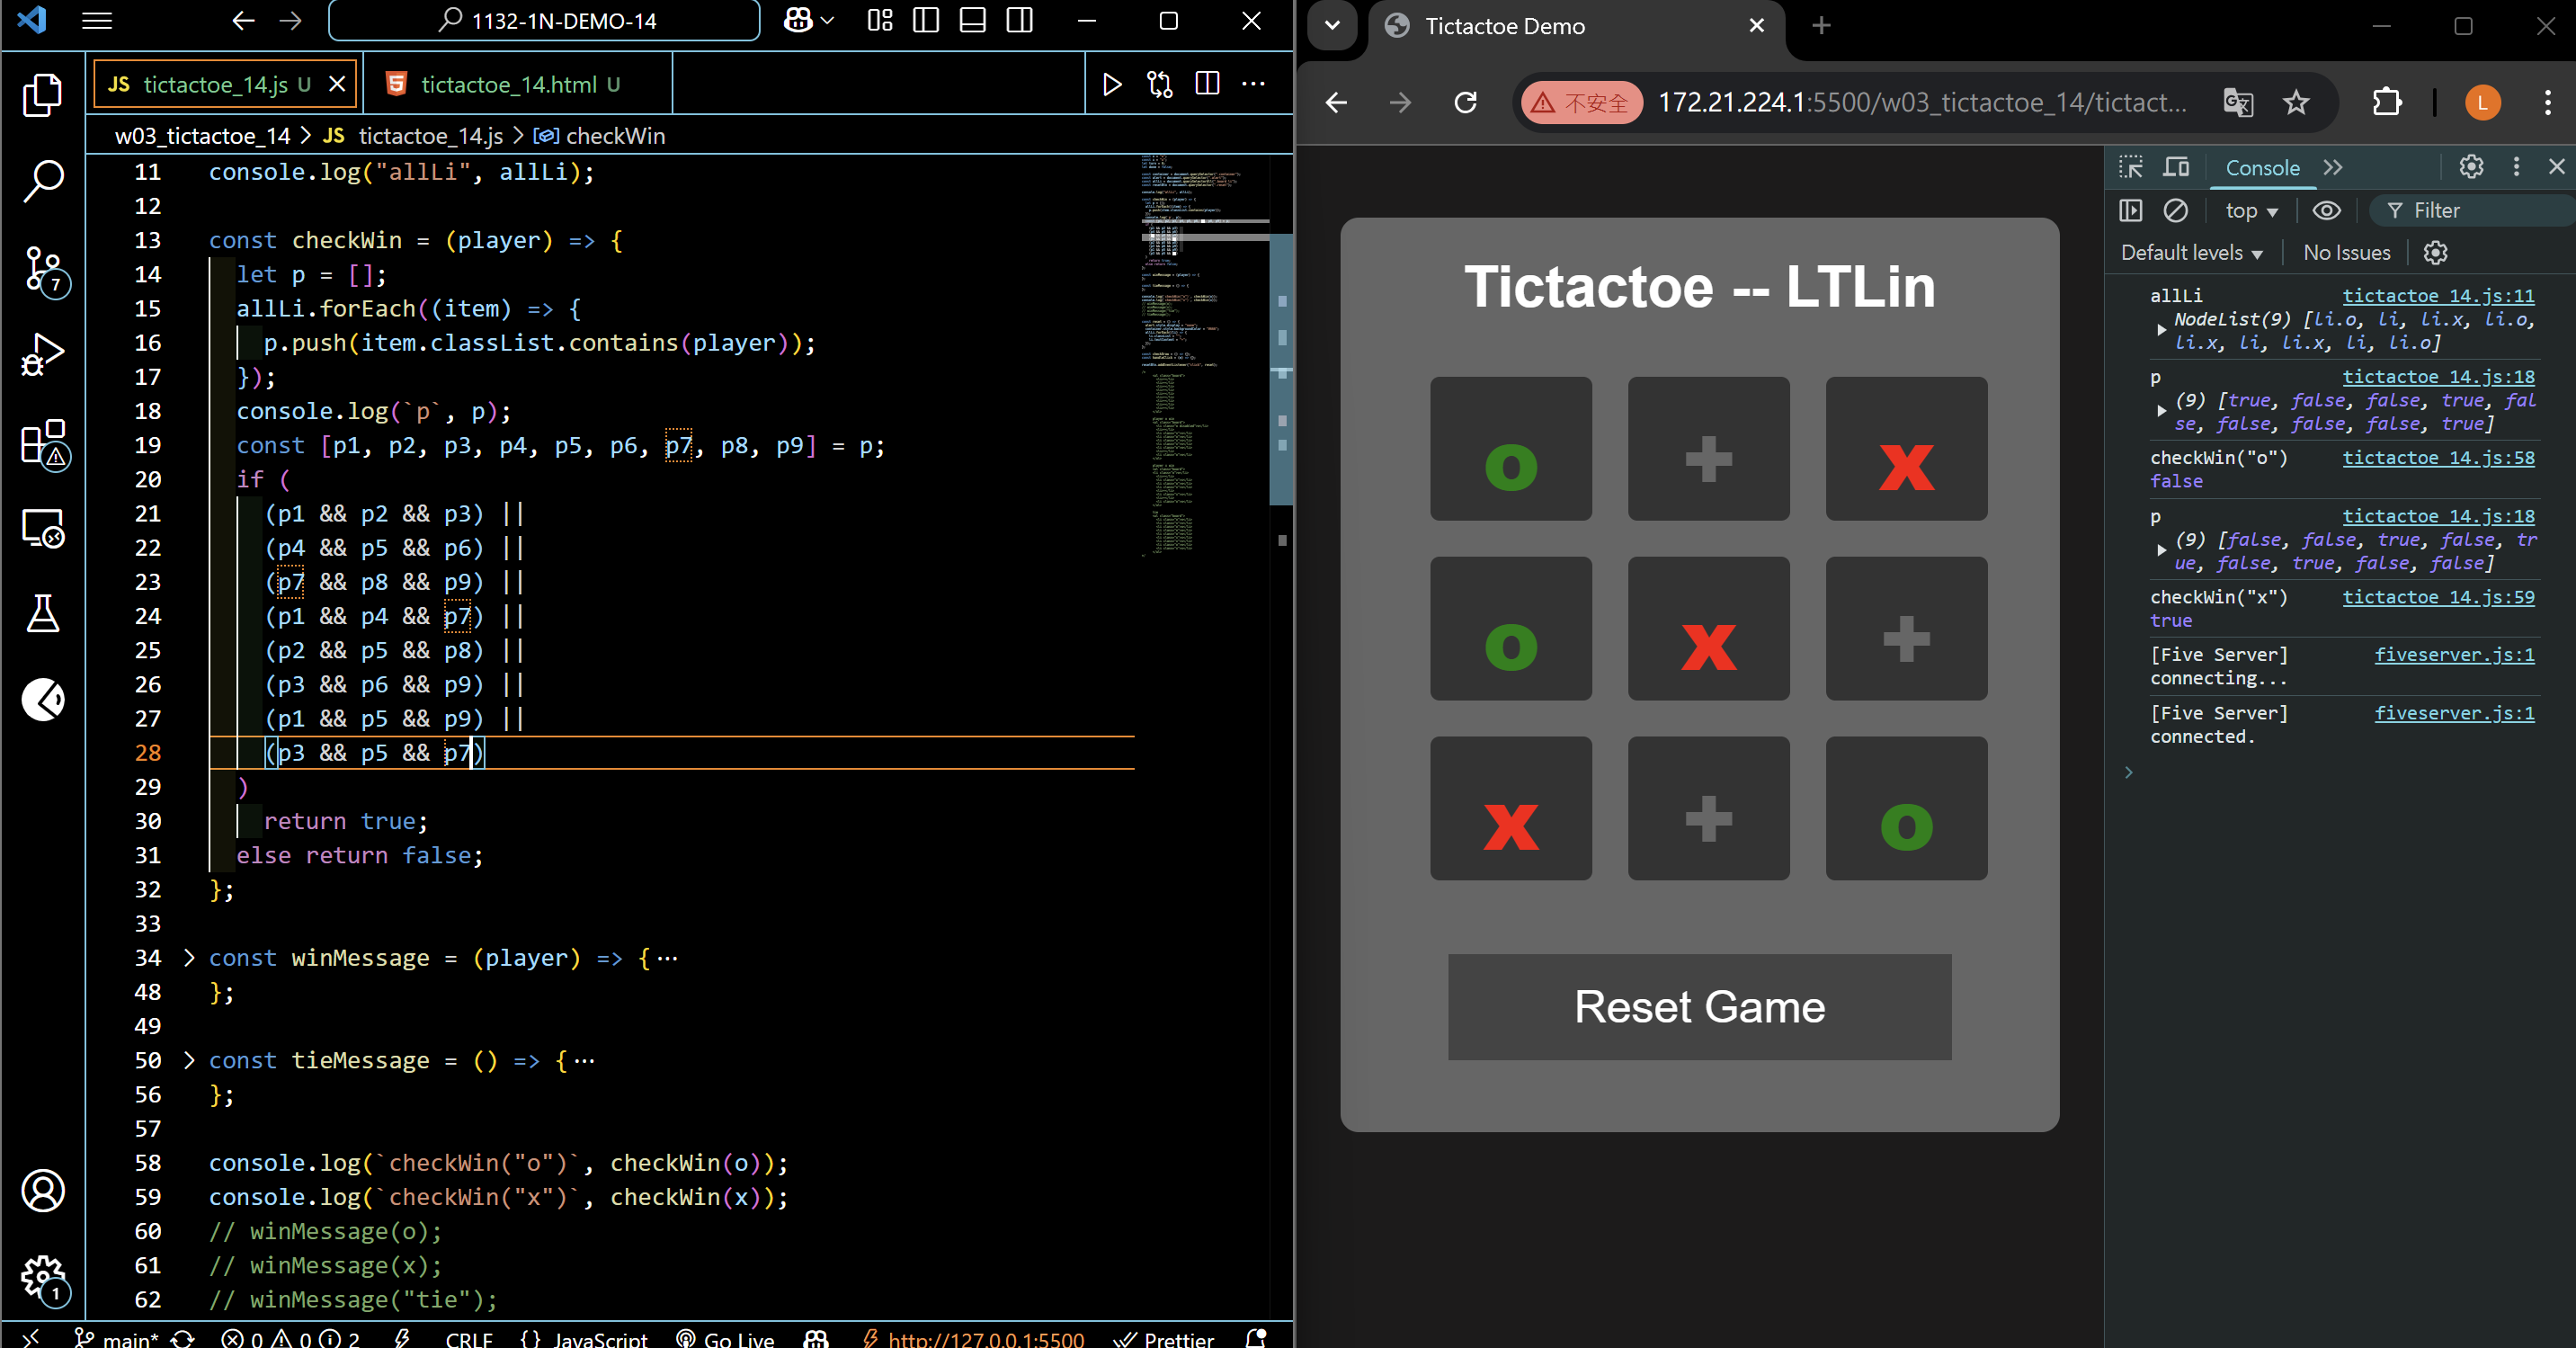 1132-1N-DEMO-14
JS tictactoe_14.js U
tictactoe_14.html U
w03_tictactoe_14 > JS tictactoe_14.js > checkWin
11 console.log("allLi", allLi);
12
13 const checkWin = (player) => {
14 let p = [];
15 allLi.forEach((item) => {
16 p.push(item.classList.contains(player));
17 });
18 console.log(`p`, p);
19 const [p1, p2, p3, p4, p5, p6, p7, p8, p9] = p;
20 if (
21 (p1 && p2 && p3) ||
22 (p4 && p5 && p6) ||
23 (p7 && p8 && p9) ||
24 (p1 && p4 && p7) ||
25 (p2 && p5 && p8) ||
26 (p3 && p6 && p9) ||
27 (p1 && p5 && p9) ||
28 (p3 && p5 && p7)
29 )
30 return true;
31 else return false;
32 };
33
34 const winMessage = (player) => {⋯
48 };
49
50 const tieMessage = () => {⋯
56 };
57
58 console.log(`checkWin("o")`, checkWin(o));
59 console.log(`checkWin("x")`, checkWin(x));
60 // winMessage(o);
61 // winMessage(x);
62 // winMessage("tie");
7
1
main* 0 0 2 CRLF {} JavaScript Go Live http://127.0.0.1:5500 Prettier
Tictactoe Demo
不安全 172.21.224.1:5500/w03_tictactoe_14/tictact...
L
Tictactoe -- LTLin
o + x
o x +
x + o
Reset Game
Console
top Filter
Default levels No Issues
allLi tictactoe_14.js:11
NodeList(9) [li.o, li, li.x, li.o,
li.x, li, li.x, li, li.o]
p tictactoe_14.js:18
(9) [true, false, false, true, fal
se, false, false, false, true]
checkWin("o") tictactoe_14.js:58
false
p tictactoe_14.js:18
(9) [false, false, true, false, tr
ue, false, true, false, false]
checkWin("x") tictactoe_14.js:59
true
[Five Server] fiveserver.js:1
connecting...
[Five Server] fiveserver.js:1
connected.